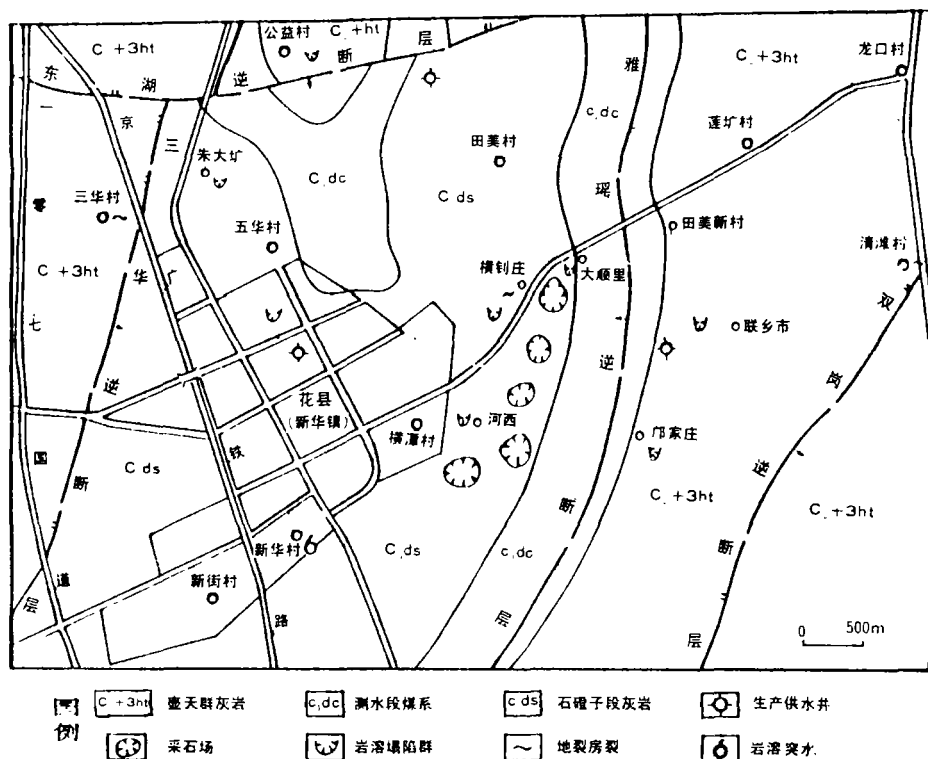 C + 3ht
公益村
C + ht
层
断
逆
湖
东
雅
C + 3ht
龙口村
c,dc
莲圹村
一
京
三
朱大圹
C,dc
田美村
C ds
瑶
三华村
五华村
田美新村
零
清潭村
C + 3ht
华
广
横钊庄
大顺里
双
七
联乡市
逆
花县
(新华镇)
逆
岗
横潭村
河西
邝家庄
国
断
C ds
铁
逆
C + 3ht
C + 3ht
断
断
新华村
C,ds
c,dc
道
新街村
层
层
路
层
0 500m
图例
C + 3ht 壶天群灰岩
c,dc 测水段煤系
c ds 石磴子段灰岩
生产供水井
采石场
岩溶塌陷群
地裂房裂
岩溶突水